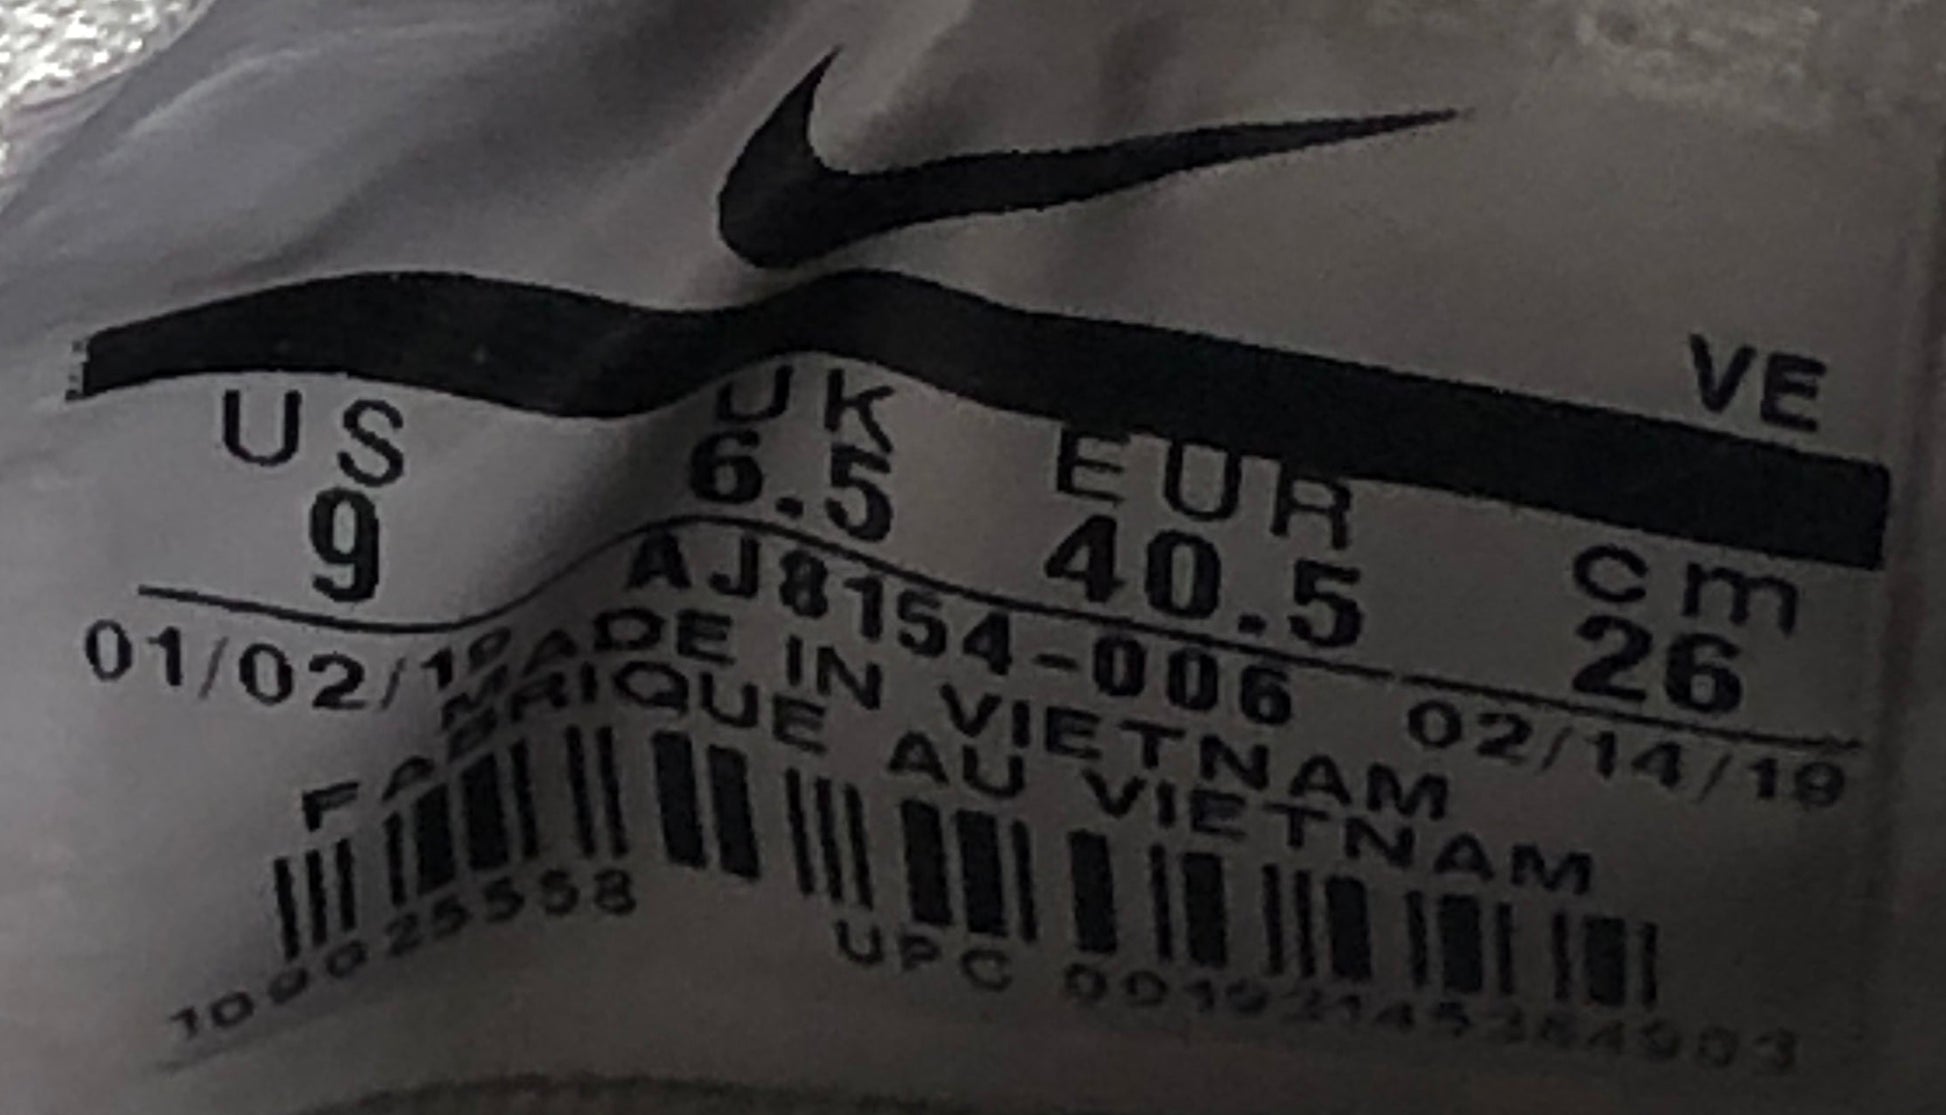 VE
US UK EUR cm
9 6.5 40.5 26
01/02/19 AJ8154-006 02/14/19
MADE IN VIETNAM
FABRIQUE AU VIETNAM
1000025558 UPC